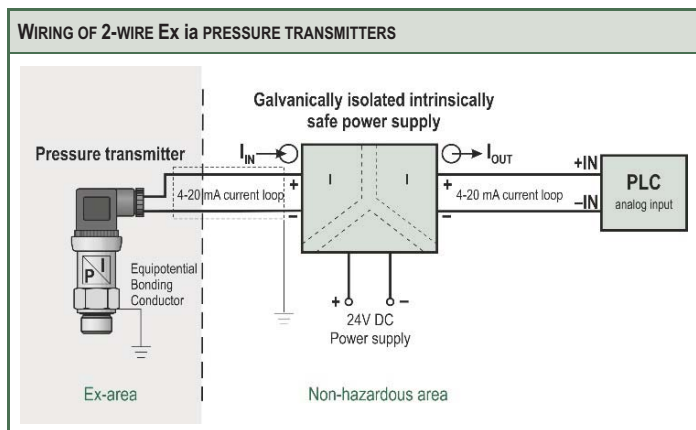 WIRING OF 2-WIRE Ex ia PRESSURE TRANSMITTERS
Galvanically isolated intrinsically
safe power supply
Pressure transmitter
IIN
IOUT
+IN
4-20 mA current loop
+
I
I
+
4-20 mA current loop
PLC
analog input
–
–
–IN
P I
Equipotential
Bonding
Conductor
+
–
24V DC
Power supply
Ex-area
Non-hazardous area